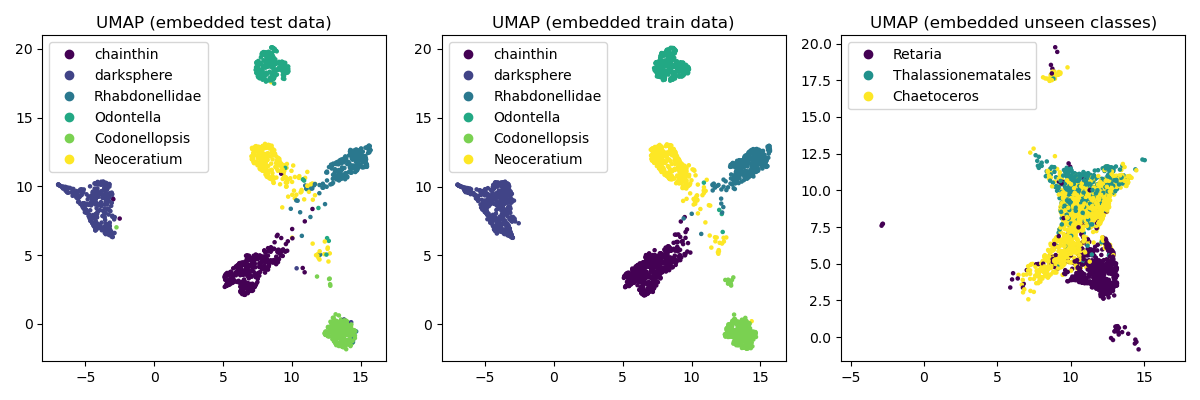 UMAP (embedded test data)
20
15
10
5
0
−5
0
5
10
15
chainthin
darksphere
Rhabdonellidae
Odontella
Codonellopsis
Neoceratium
UMAP (embedded train data)
20
15
10
5
0
−5
0
5
10
15
chainthin
darksphere
Rhabdonellidae
Odontella
Codonellopsis
Neoceratium
UMAP (embedded unseen classes)
20.0
17.5
15.0
12.5
10.0
7.5
5.0
2.5
0.0
−5
0
5
10
15
Retaria
Thalassionematales
Chaetoceros